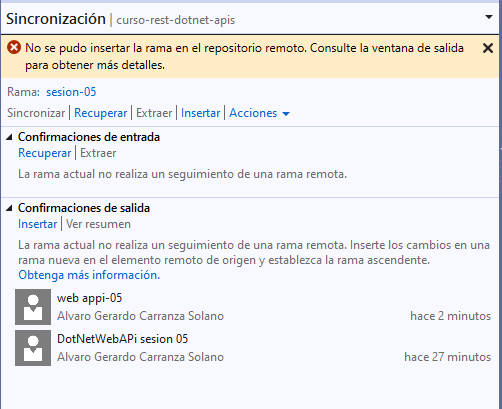 Sincronización | curso-rest-dotnet-apis
No se pudo insertar la rama en el repositorio remoto. Consulte la ventana de salida
para obtener más detalles.
Rama: sesion-05
Sincronizar | Recuperar | Extraer | Insertar | Acciones
Confirmaciones de entrada
Recuperar | Extraer
La rama actual no realiza un seguimiento de una rama remota.
Confirmaciones de salida
Insertar | Ver resumen
La rama actual no realiza un seguimiento de una rama remota. Inserte los cambios en una
rama nueva en el elemento remoto de origen y establezca la rama ascendente.
Obtenga más información.
web appi-05
Alvaro Gerardo Carranza Solano hace 2 minutos
DotNetWebAPi sesion 05
Alvaro Gerardo Carranza Solano hace 27 minutos